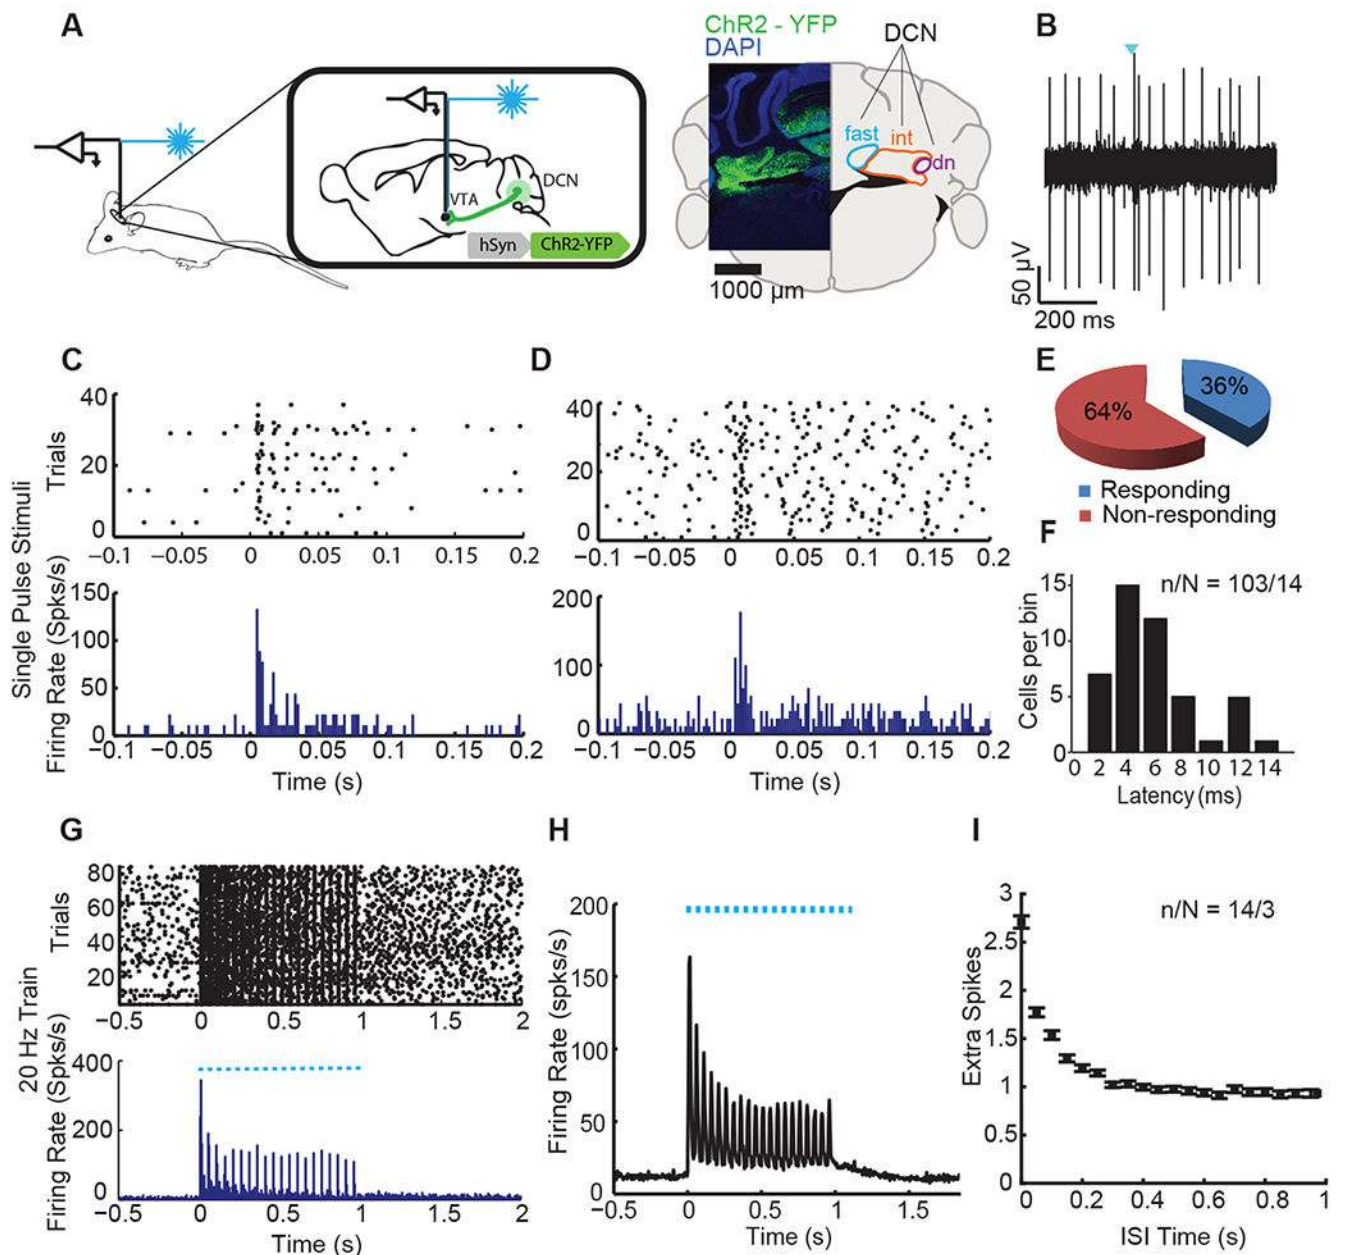 A
ChR2 - YFP
DAPI
DCN
B
fast
int
dn
VTA
DCN
hSyn
ChR2-YFP
1000 µm
50 µV
200 ms
C
D
E
Single Pulse Stimuli
Trials
40
20
0
−0.1 −0.05 0 0.05 0.1 0.15 0.2
40
20
0
−0.1 −0.05 0 0.05 0.1 0.15 0.2
36%
64%
Responding
Non-responding
Firing Rate (Spks/s)
150
100
50
0
−0.1 −0.05 0 0.05 0.1 0.15 0.2
Time (s)
200
100
0
−0.1 −0.05 0 0.05 0.1 0.15 0.2
Time (s)
F
n/N = 103/14
Cells per bin
15
10
5
0
0 2 4 6 8 10 12 14
Latency (ms)
G
20 Hz Train
Trials
80
60
40
20
−0.5 0 0.5 1 1.5 2
Firing Rate (Spks/s)
400
200
0
−0.5 0 0.5 1 1.5 2
Time (s)
H
Firing Rate (spks/s)
200
150
100
50
0
−0.5 0 0.5 1 1.5
Time (s)
I
n/N = 14/3
Extra Spikes
3
2.5
2
1.5
1
0.5
0
0 0.2 0.4 0.6 0.8 1
ISI Time (s)